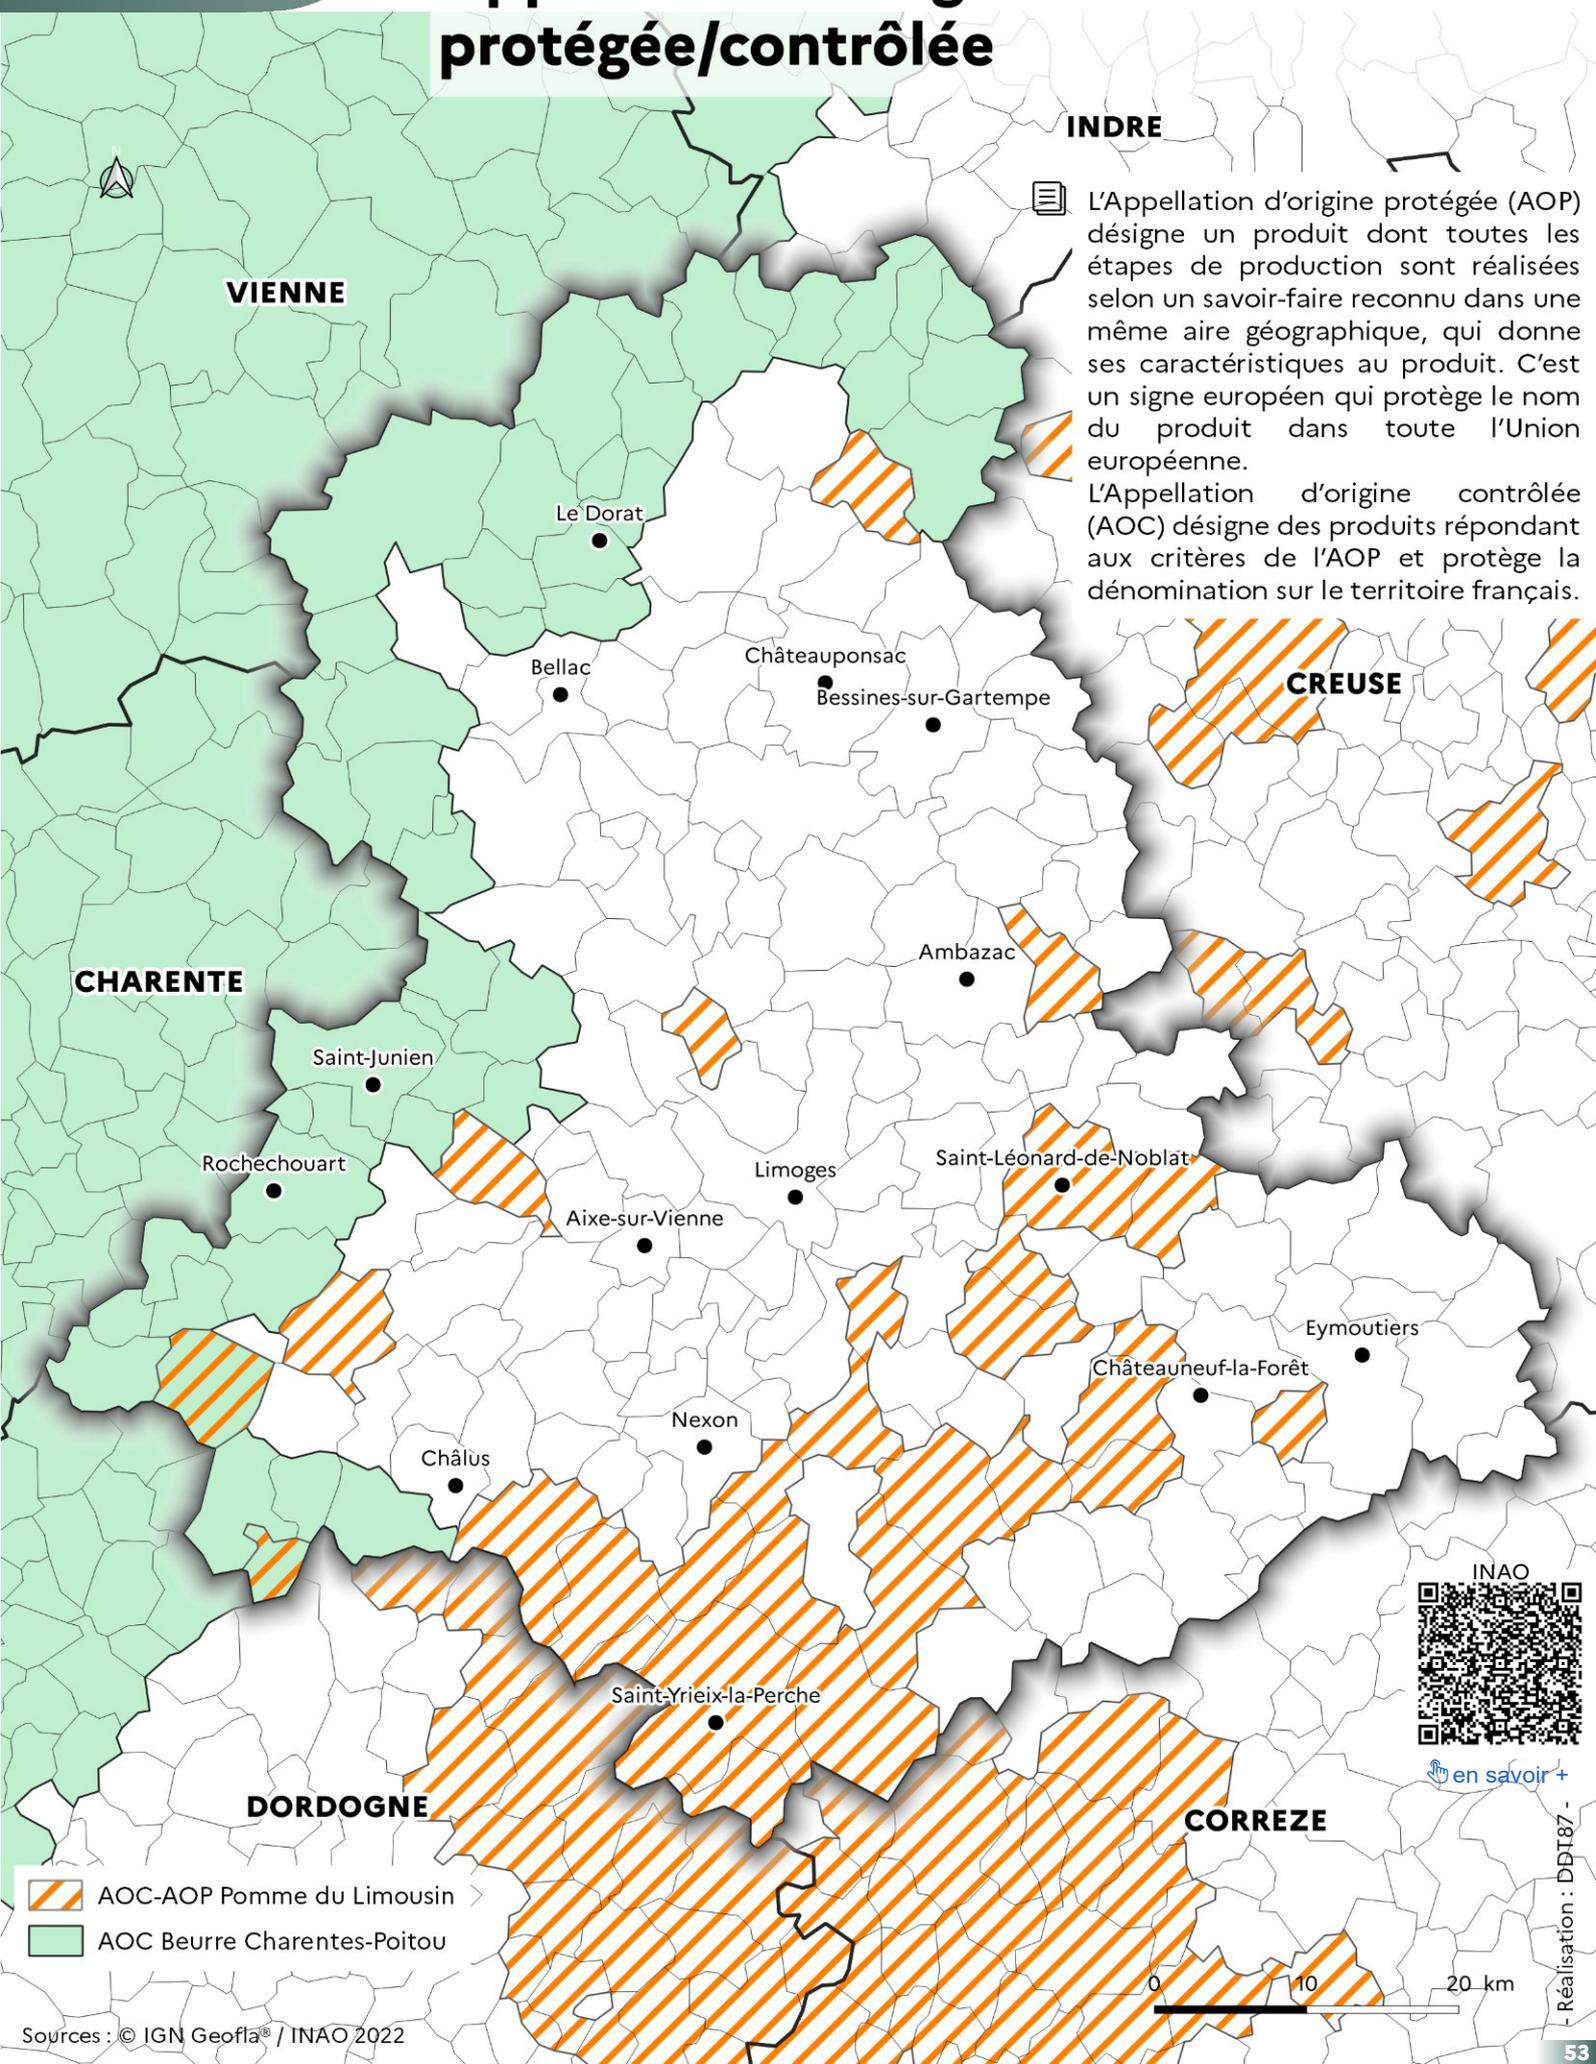 protégée/contrôlée
INDRE
N
L'Appellation d'origine protégée (AOP)
désigne un produit dont toutes les
étapes de production sont réalisées
selon un savoir-faire reconnu dans une
même aire géographique, qui donne
ses caractéristiques au produit. C'est
un signe européen qui protège le nom
du produit dans toute l'Union
européenne.
L'Appellation d'origine contrôlée
(AOC) désigne des produits répondant
aux critères de l'AOP et protège la
dénomination sur le territoire français.
VIENNE
Le Dorat
Bellac
Châteauponsac
Bessines-sur-Gartempe
CREUSE
Ambazac
CHARENTE
Saint-Junien
Rochechouart
Limoges
Saint-Léonard-de-Noblat
Aixe-sur-Vienne
Eymoutiers
Châteauneuf-la-Forêt
Nexon
Châlus
INAO
en savoir +
Saint-Yrieix-la-Perche
DORDOGNE
CORREZE
AOC-AOP Pomme du Limousin
AOC Beurre Charentes-Poitou
0 10 20 km
Sources : © IGN Geofla® / INAO 2022
- Réalisation : DDT87 -
53